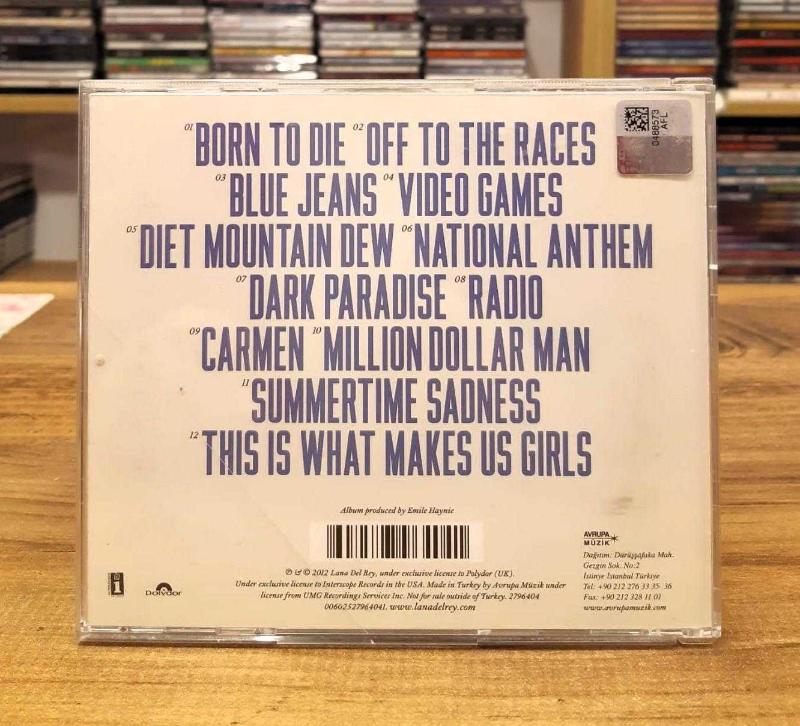 01 BORN TO DIE 02 OFF TO THE RACES
03 BLUE JEANS 04 VIDEO GAMES
05 DIET MOUNTAIN DEW 06 NATIONAL ANTHEM
07 DARK PARADISE 08 RADIO
09 CARMEN 10 MILLION DOLLAR MAN
11 SUMMERTIME SADNESS
12 THIS IS WHAT MAKES US GIRLS
0488573
AFL
Album produced by Emile Haynie
℗ & © 2012 Lana Del Rey, under exclusive license to Polydor (UK).
Under exclusive license to Interscope Records in the USA. Made in Turkey by Avrupa Müzik under
license from UMG Recordings Services Inc. Not for sale outside of Turkey. 2796404
00602527964041. www.lanadelrey.com
i
Polydor
AVRUPA
MÜZİK
Dağıtım: Darüşşafaka Mah.
Gezgin Sok. No:2
İstinye İstanbul Türkiye
Tel: +90 212 276 33 35 36
Fax: +90 212 328 11 01
www.avrupamuzik.com